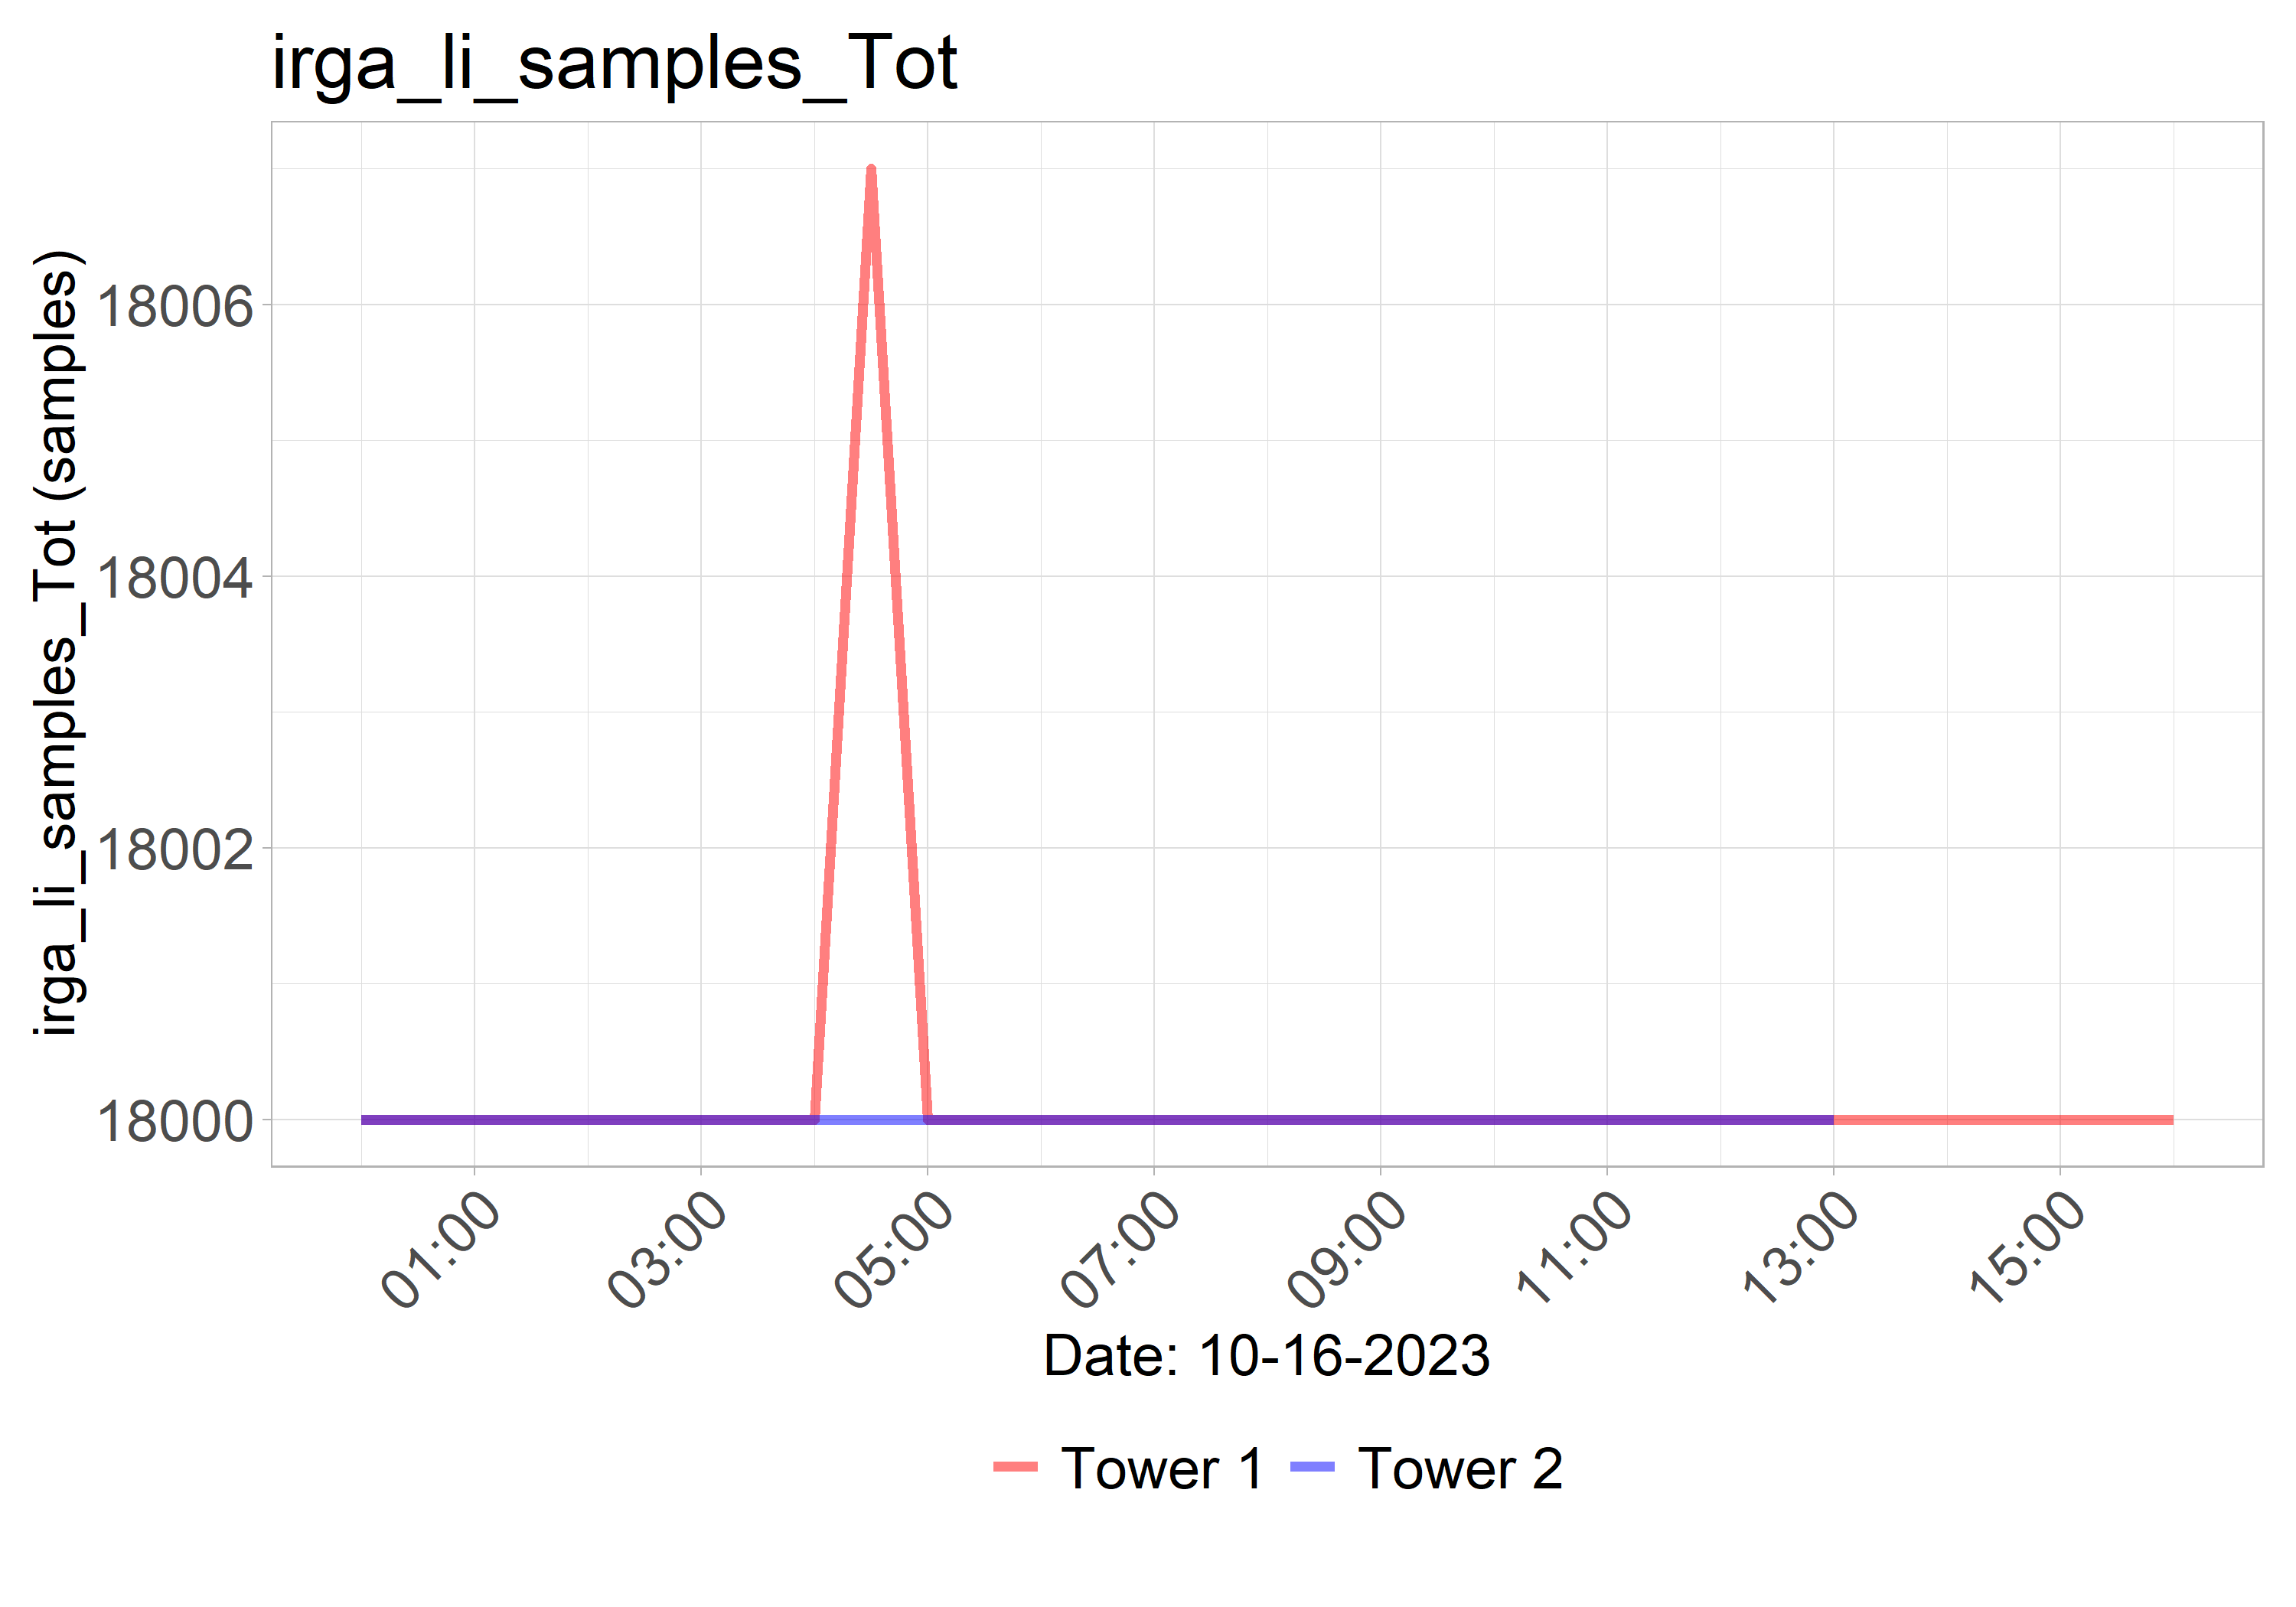 irga_li_samples_Tot
irga_li_samples_Tot (samples)
18006
18004
18002
18000
01:00
03:00
05:00
07:00
09:00
11:00
13:00
15:00
Date: 10-16-2023
Tower 1
Tower 2